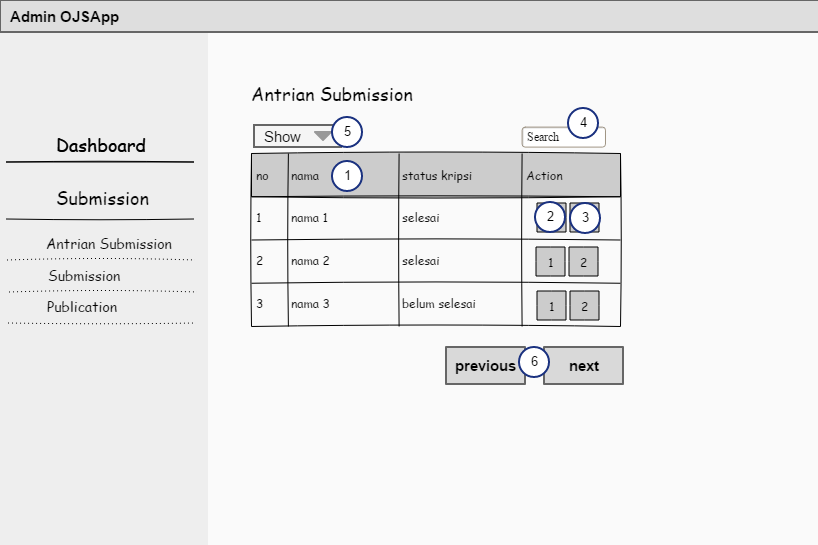 Admin OJSApp
Dashboard
Submission
Antrian Submission
Submission
Publication
Antrian Submission
Show 5
Search 4
no nama 1 status kripsi Action
1 nama 1 selesai 2 3
2 nama 2 selesai 1 2
3 nama 3 belum selesai 1 2
previous 6 next